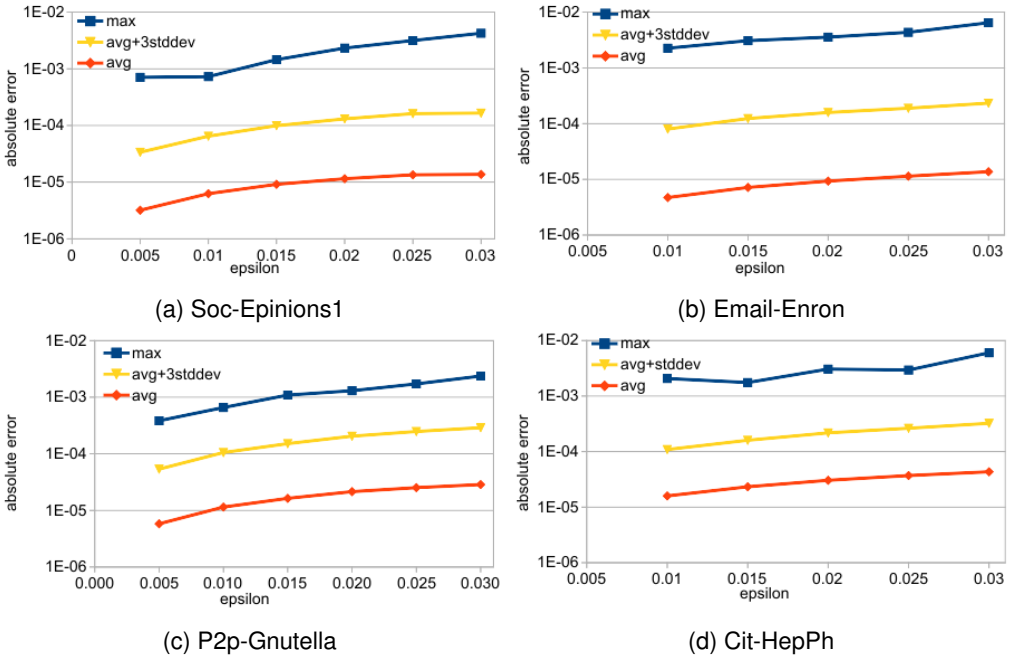 1E-02
max
avg+3stddev
avg
1E-03
1E-04
1E-05
1E-06
absolute error
0 0.005 0.01 0.015 0.02 0.025 0.03
epsilon
(a) Soc-Epinions1
1E-02
max
avg+3stddev
avg
1E-03
1E-04
1E-05
1E-06
absolute error
0.005 0.01 0.015 0.02 0.025 0.03
epsilon
(b) Email-Enron
1E-02
max
avg+3stddev
avg
1E-03
1E-04
1E-05
1E-06
absolute error
0.000 0.005 0.010 0.015 0.020 0.025 0.030
epsilon
(c) P2p-Gnutella
1E-02
max
avg+stddev
avg
1E-03
1E-04
1E-05
1E-06
absolute error
0.005 0.01 0.015 0.02 0.025 0.03
epsilon
(d) Cit-HepPh